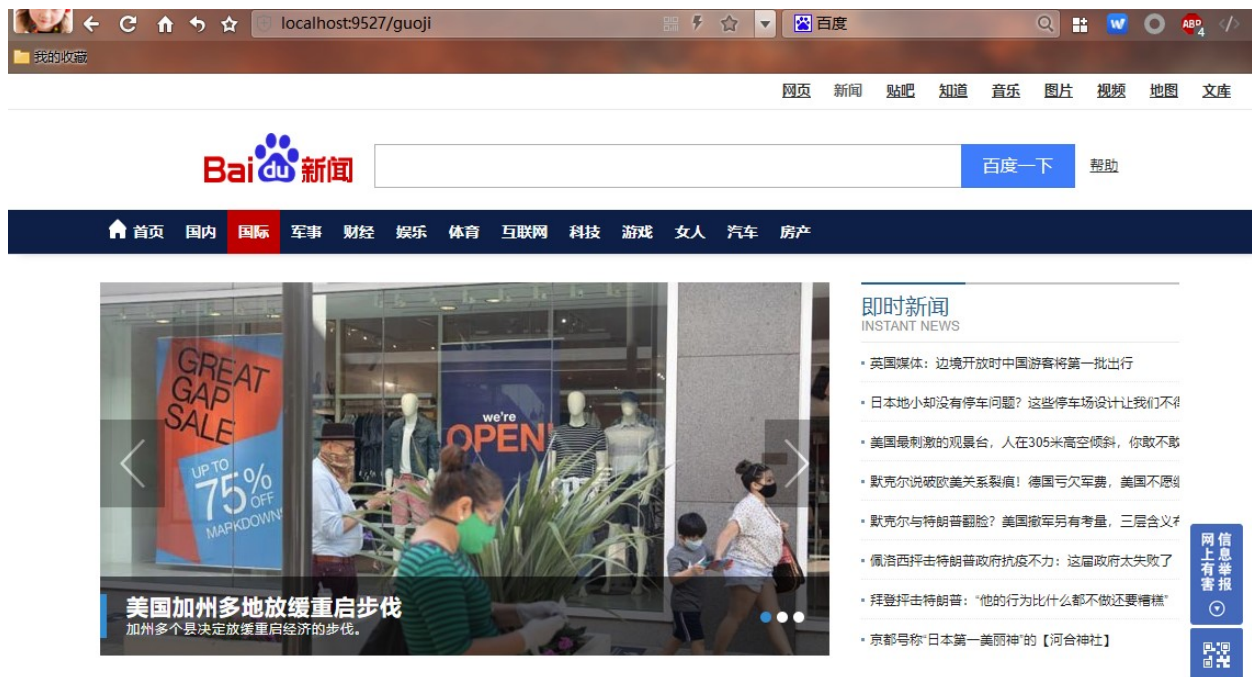 localhost:9527/guoji
百度
ABP
4
我的收藏
网页 新闻 贴吧 知道 音乐 图片 视频 地图 文库
Bai du 新闻
百度一下 帮助
首页 国内 国际 军事 财经 娱乐 体育 互联网 科技 游戏 女人 汽车 房产
GREAT
GAP
SALE
UP TO
75%
OFF
MARKDOWN
we're
OPEN!
美国加州多地放缓重启步伐
加州多个县决定放缓重启经济的步伐。
即时新闻
INSTANT NEWS
英国媒体：边境开放时中国游客将第一批出行
日本地小却没有停车问题？这些停车场设计让我们不得
美国最刺激的观景台，人在305米高空倾斜，你敢不敢
默克尔说破欧美关系裂痕！德国亏欠军费，美国不愿
默克尔与特朗普翻脸？美国撤军另有考量，三层含义
佩洛西抨击特朗普政府抗疫不力：这届政府太失败了
拜登抨击特朗普：“他的行为比什么都不做还要糟糕”
京都号称“日本第一美丽神”的【河合神社】
网上有害
信息举报